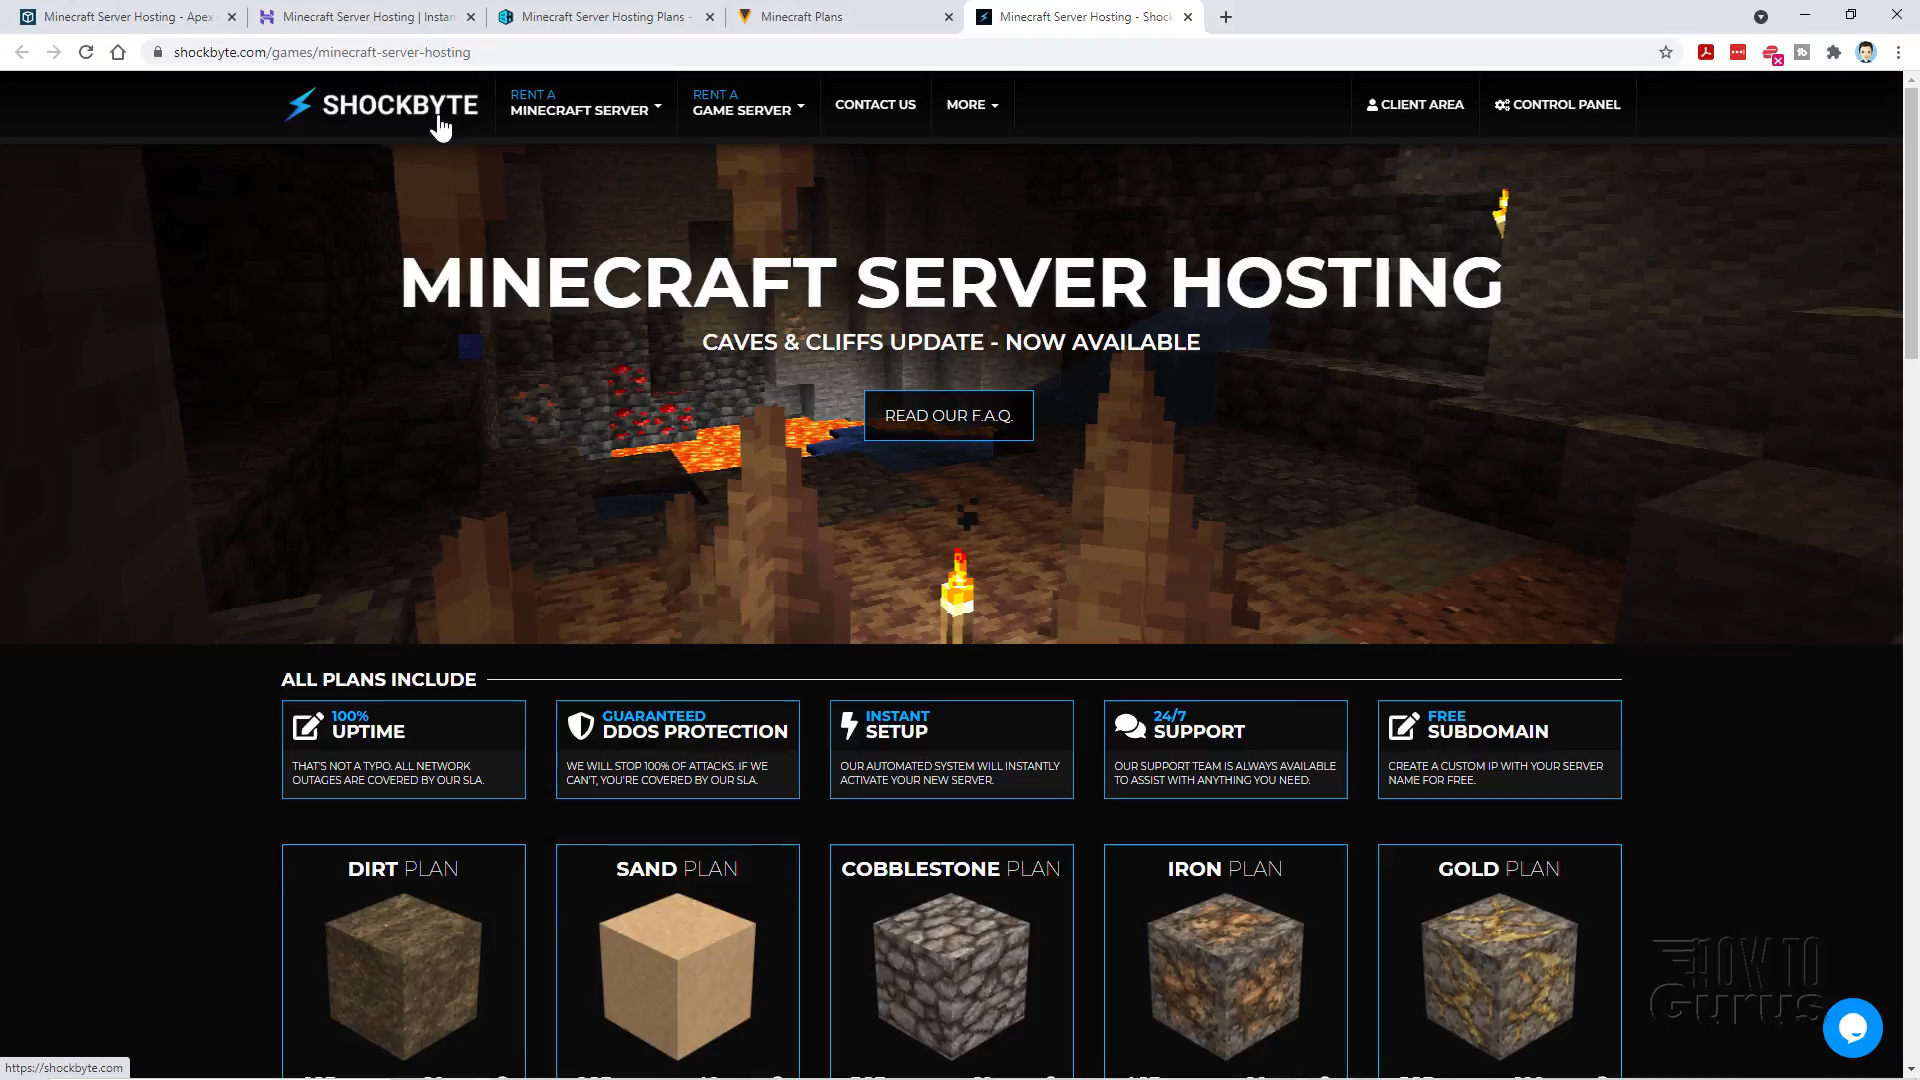 Minecraft Server Hosting - Apex
Minecraft Server Hosting | Instan
Minecraft Server Hosting Plans -
Minecraft Plans
Minecraft Server Hosting - Shock
shockbyte.com/games/minecraft-server-hosting
SHOCKBYTE
RENT A
MINECRAFT SERVER
RENT A
GAME SERVER
CONTACT US
MORE
CLIENT AREA
CONTROL PANEL
MINECRAFT SERVER HOSTING
CAVES & CLIFFS UPDATE - NOW AVAILABLE
READ OUR F.A.Q.
ALL PLANS INCLUDE
100%
UPTIME
THAT'S NOT A TYPO. ALL NETWORK
OUTAGES ARE COVERED BY OUR SLA.
GUARANTEED
DDOS PROTECTION
WE WILL STOP 100% OF ATTACKS. IF WE
CAN'T, YOU'RE COVERED BY OUR SLA.
INSTANT
SETUP
OUR AUTOMATED SYSTEM WILL INSTANTLY
ACTIVATE YOUR NEW SERVER.
24/7
SUPPORT
OUR SUPPORT TEAM IS ALWAYS AVAILABLE
TO ASSIST WITH ANYTHING YOU NEED.
FREE
SUBDOMAIN
CREATE A CUSTOM IP WITH YOUR SERVER
NAME FOR FREE.
DIRT PLAN
SAND PLAN
COBBLESTONE PLAN
IRON PLAN
GOLD PLAN
HOW TO
Gurus
https://shockbyte.com